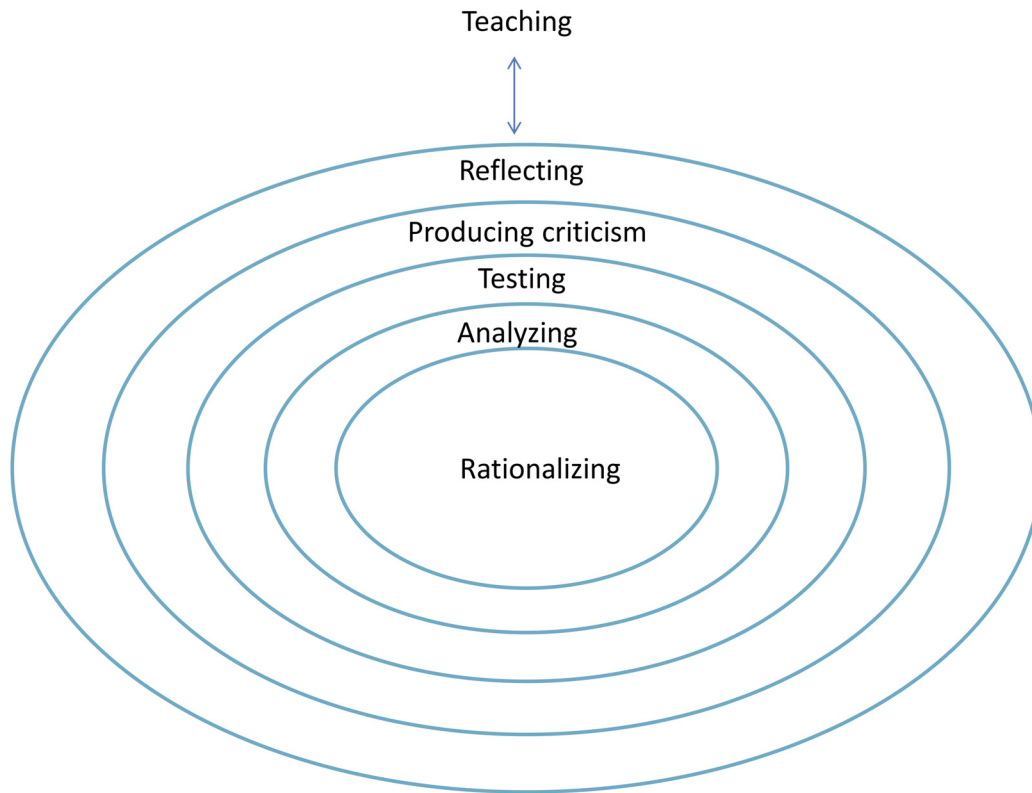 Teaching
Reflecting
Producing criticism
Testing
Analyzing
Rationalizing